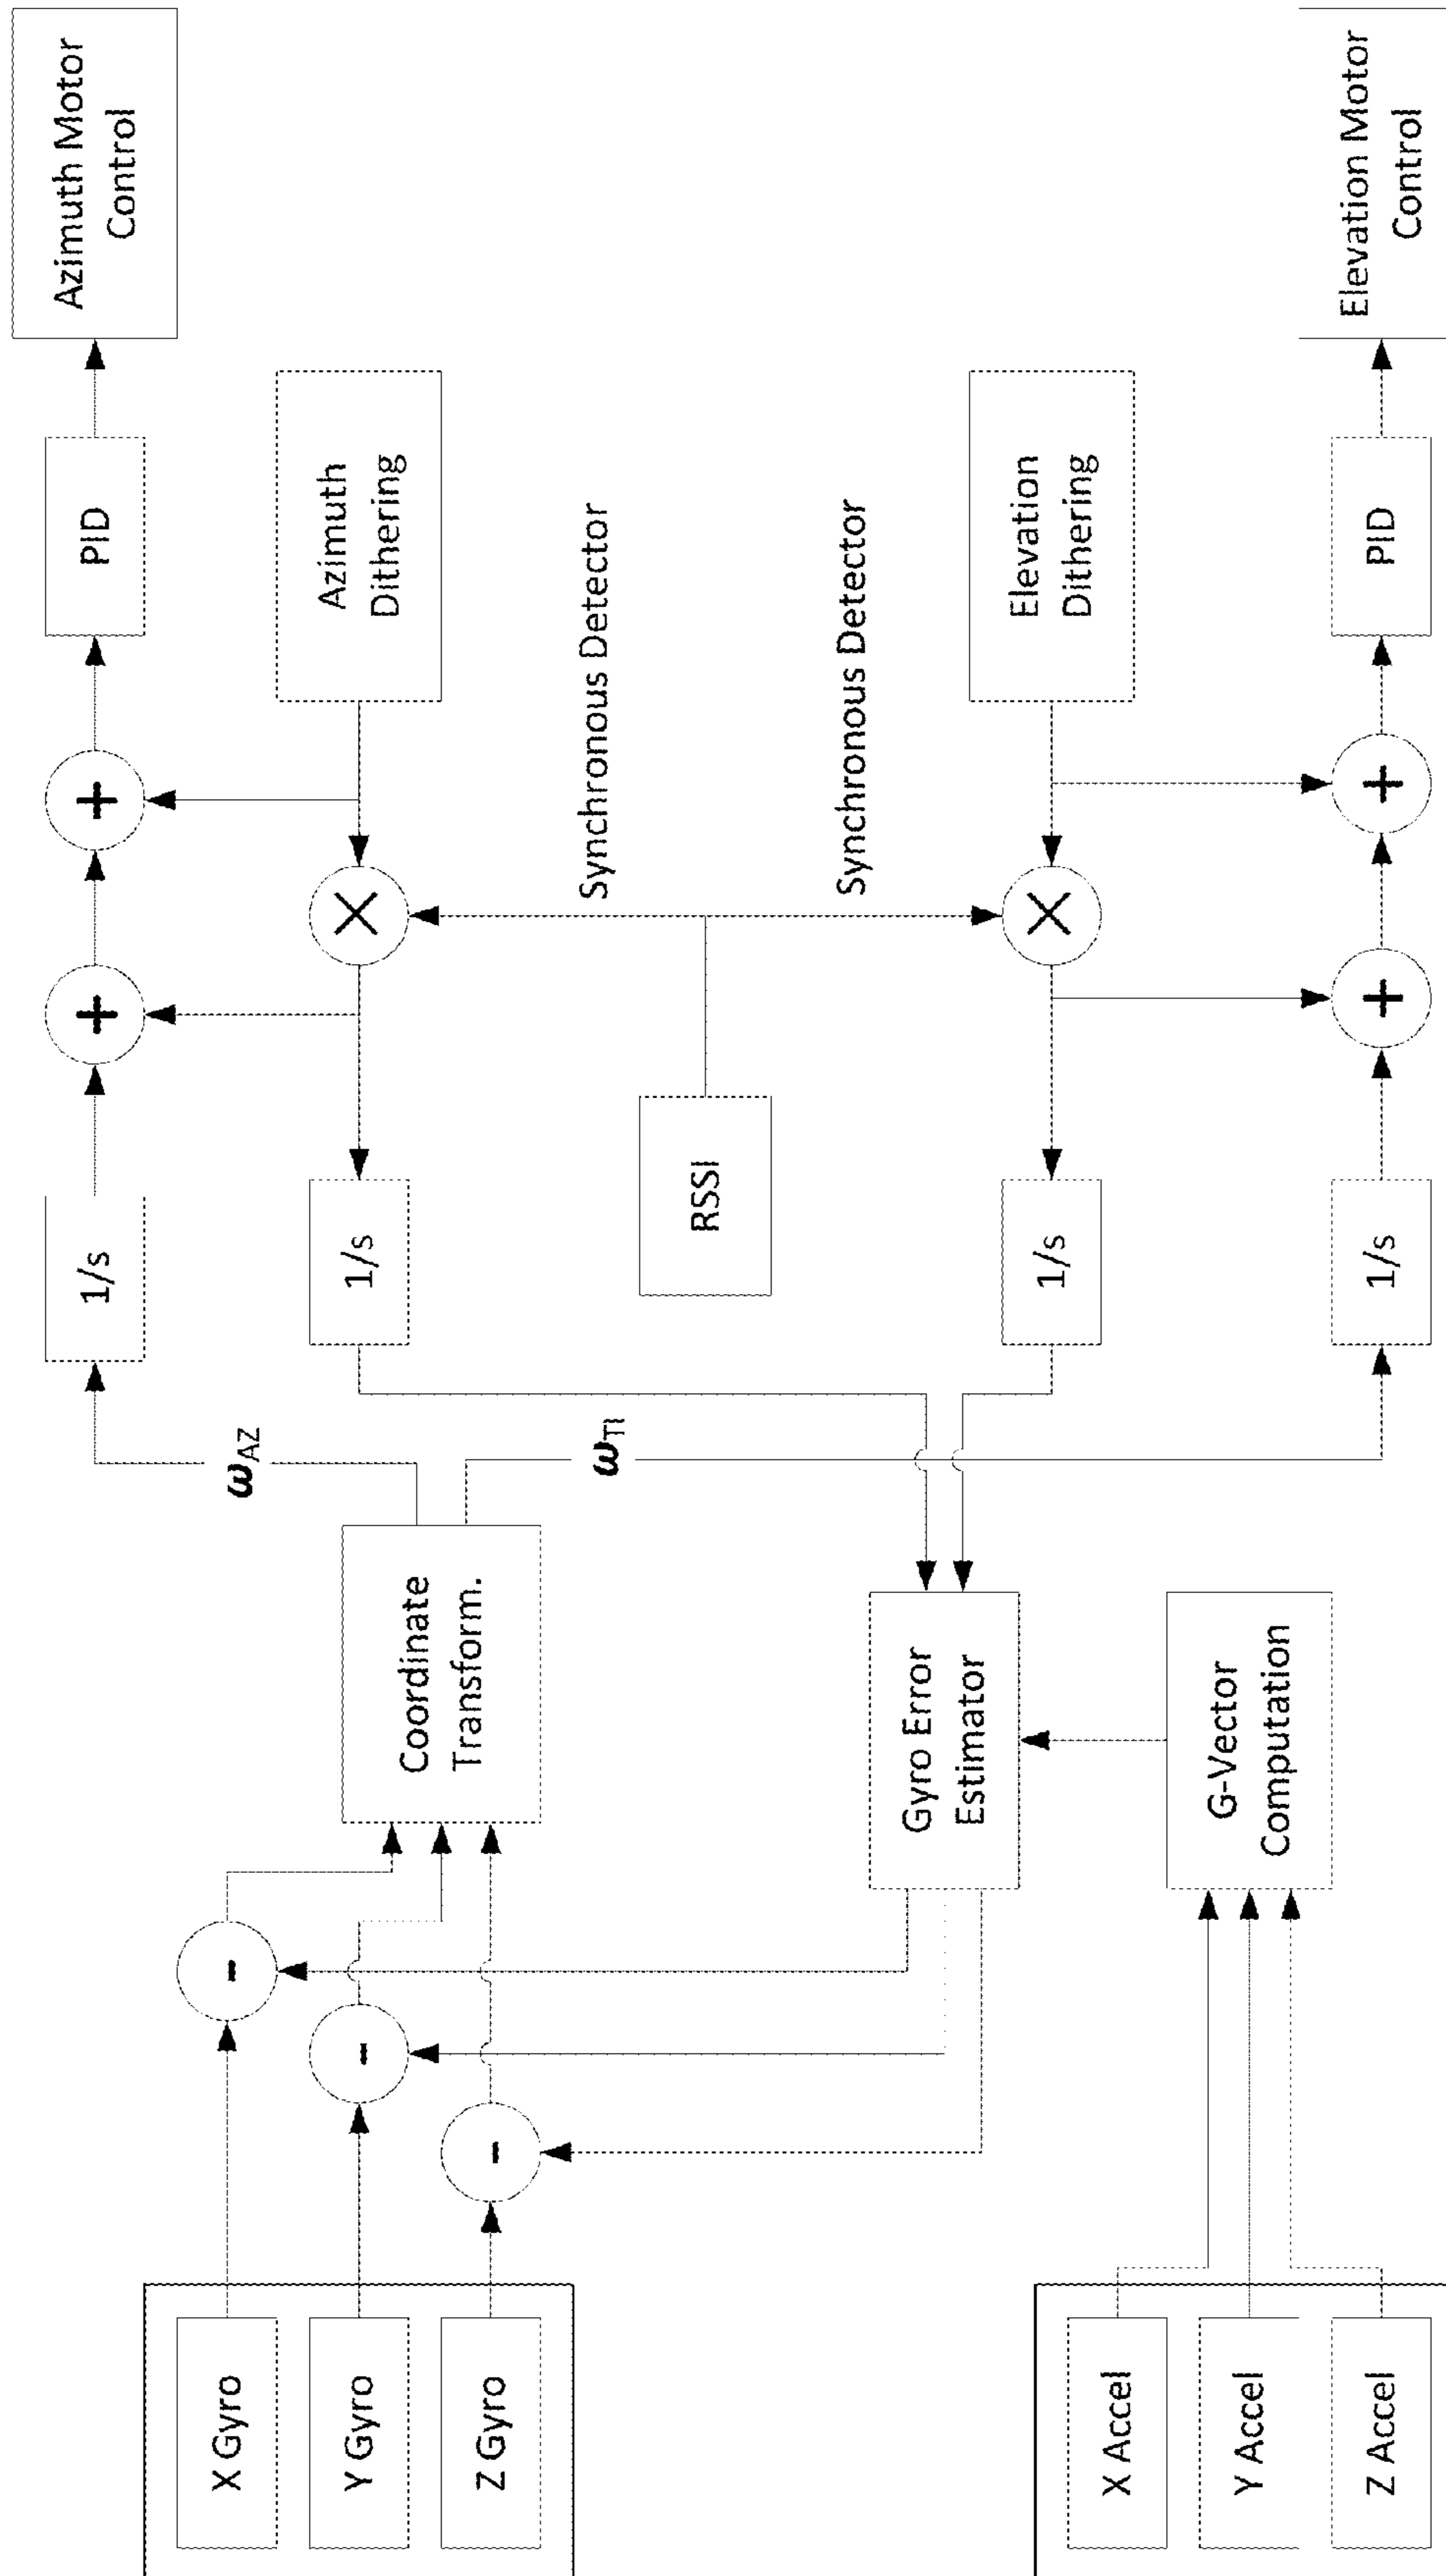 X Gyro
Y Gyro
Z Gyro
-
-
-
X Accel
Y Accel
Z Accel
Coordinate
Transform.
Gyro Error
Estimator
G-Vector
Computation
ωAZ
ωTI
1/s
1/s
1/s
1/s
RSSI
+
+
×
×
+
+
Synchronous Detector
Synchronous Detector
Azimuth
Dithering
Elevation
Dithering
PID
PID
Azimuth Motor
Control
Elevation Motor
Control